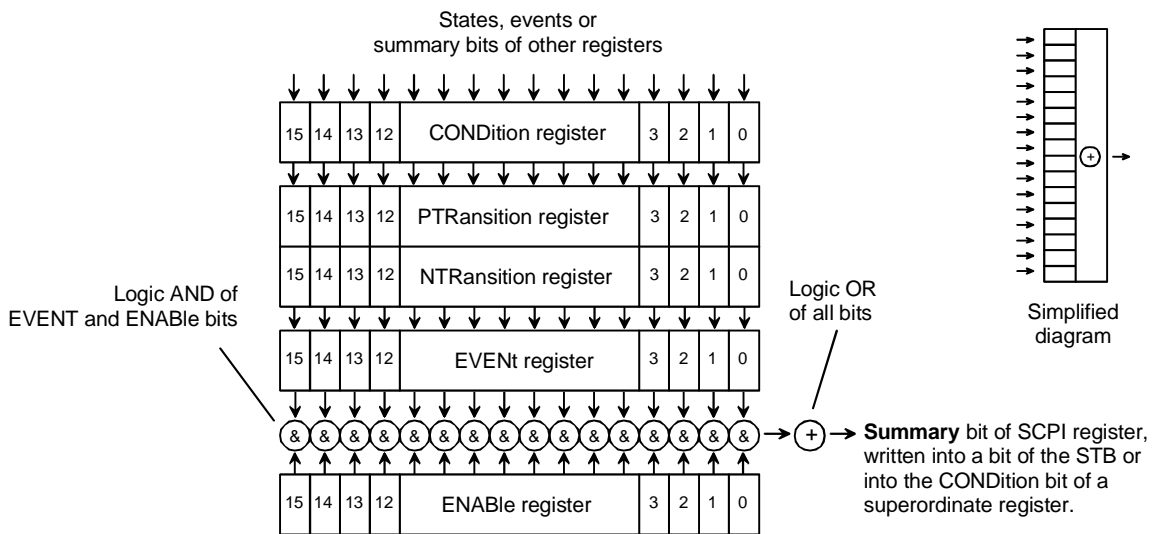 States, events or
summary bits of other registers
15 14 13 12 CONDition register 3 2 1 0
15 14 13 12 PTRansition register 3 2 1 0
15 14 13 12 NTRansition register 3 2 1 0
Logic AND of
EVENT and ENABle bits
Logic OR
of all bits
15 14 13 12 EVENt register 3 2 1 0
& & & & & & & & & & & & & & & & +
Summary bit of SCPI register,
written into a bit of the STB or
into the CONDition bit of a
superordinate register.
15 14 13 12 ENABle register 3 2 1 0
+
Simplified
diagram